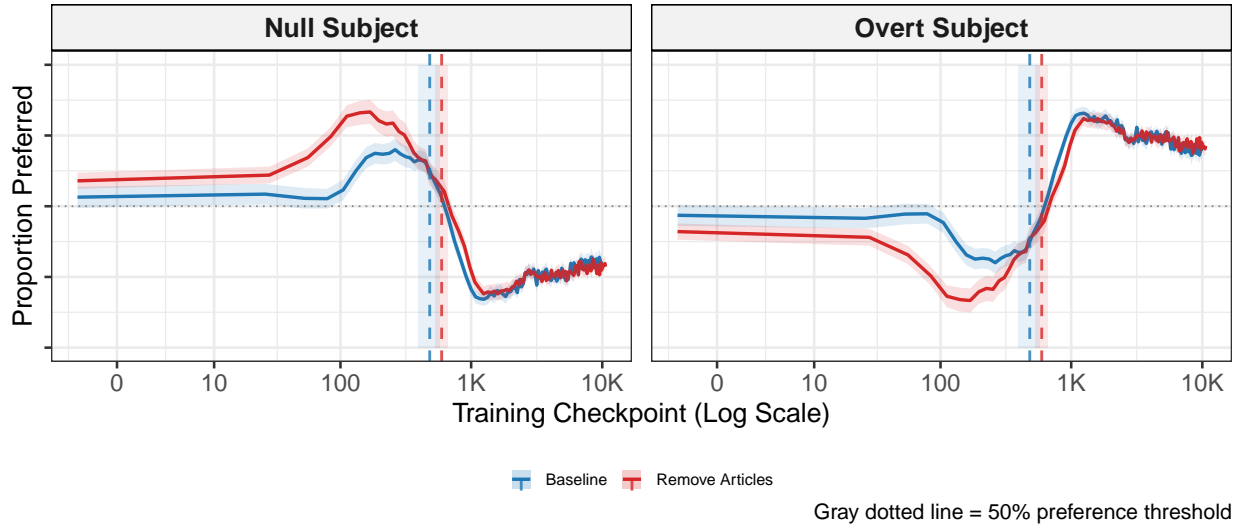 Null Subject
Overt Subject
Proportion Preferred
0 10 100 1K 10K
0 10 100 1K 10K
Training Checkpoint (Log Scale)
Baseline Remove Articles
Gray dotted line = 50% preference threshold